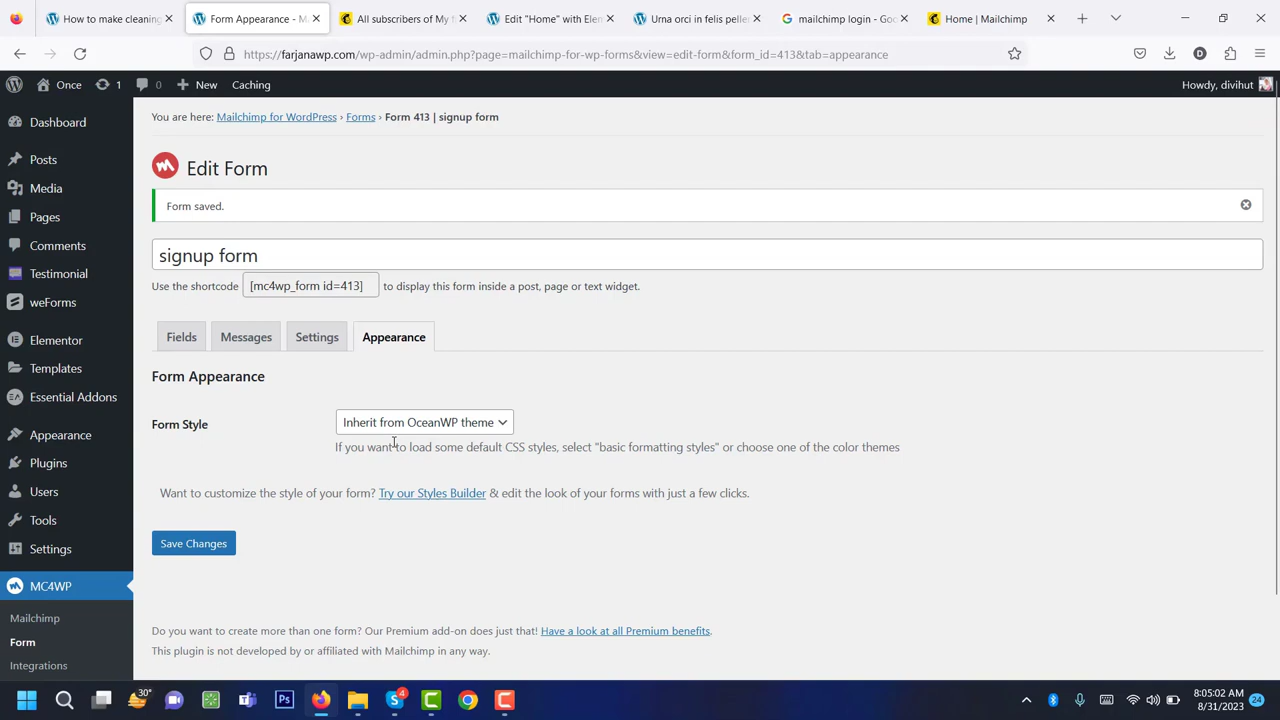 How to make cleaning
Form Appearance - M
All subscribers of My
Edit "Home" with Elen
Urna orci in felis pelle
mailchimp login - Goo
Home | Mailchimp
https://farjanawp.com/wp-admin/admin.php?page=mailchimp-for-wp-forms&view=edit-form&form_id=413&tab=appearance
Once
1
0
New
Caching
Howdy, divihut
Dashboard
Posts
Media
Pages
Comments
Testimonial
weForms
Elementor
Templates
Essential Addons
Appearance
Plugins
Users
Tools
Settings
MC4WP
Mailchimp
Form
Integrations
You are here: Mailchimp for WordPress › Forms › Form 413 | signup form
Edit Form
Form saved.
signup form
Use the shortcode [mc4wp_form id=413] to display this form inside a post, page or text widget.
Fields
Messages
Settings
Appearance
Form Appearance
Form Style
Inherit from OceanWP theme
If you want to load some default CSS styles, select "basic formatting styles" or choose one of the color themes
Want to customize the style of your form? Try our Styles Builder & edit the look of your forms with just a few clicks.
Save Changes
Do you want to create more than one form? Our Premium add-on does just that! Have a look at all Premium benefits.
This plugin is not developed by or affiliated with Mailchimp in any way.
30°
Ps
4
8:05:02 AM
8/31/2023
24